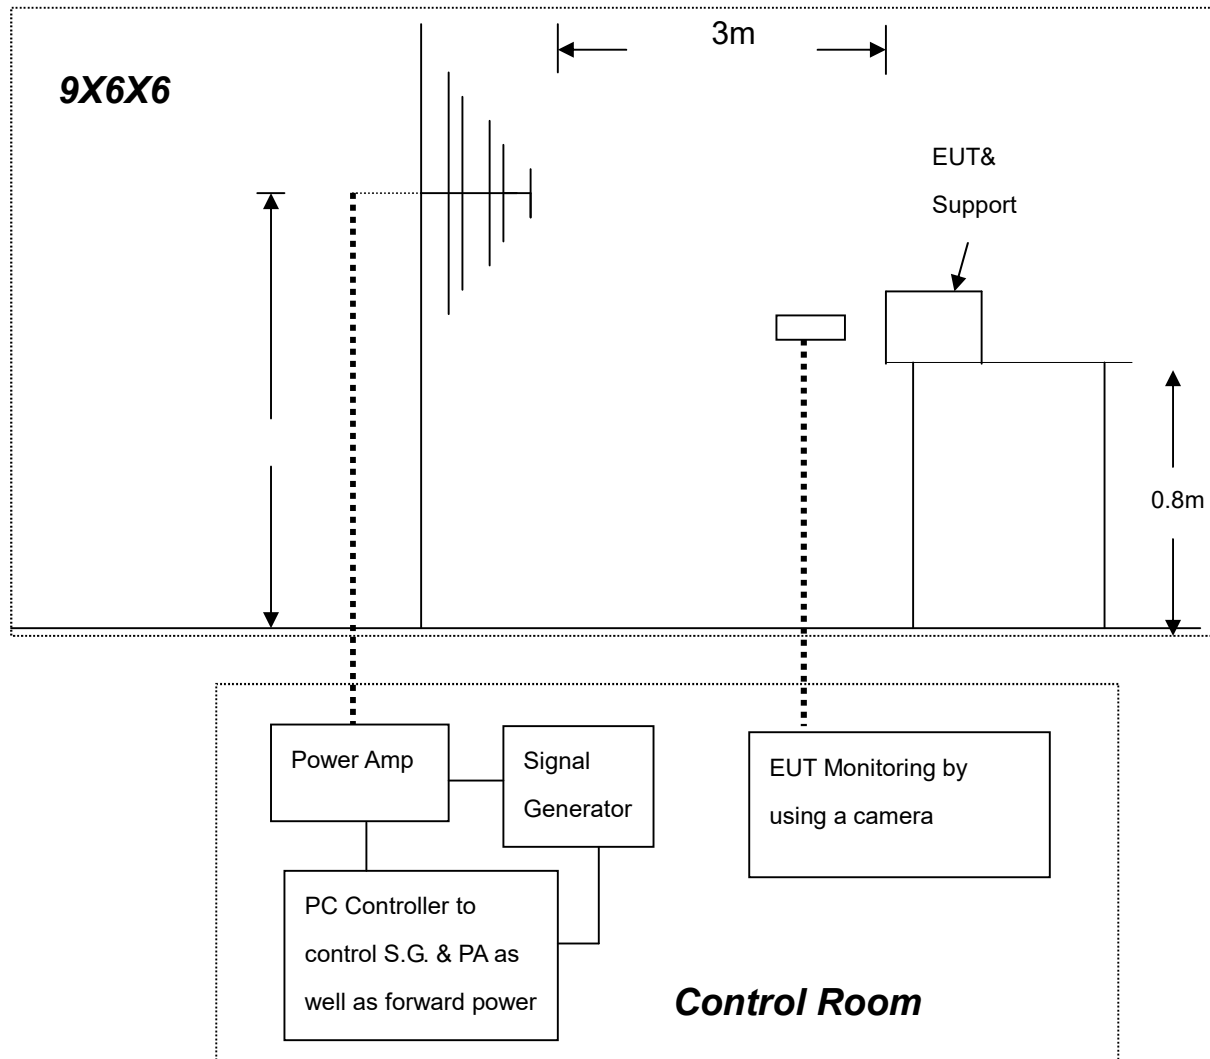 3m
9X6X6
EUT&
Support
0.8m
Power Amp
Signal
Generator
EUT Monitoring by
using a camera
PC Controller to
control S.G. & PA as
well as forward power
Control Room